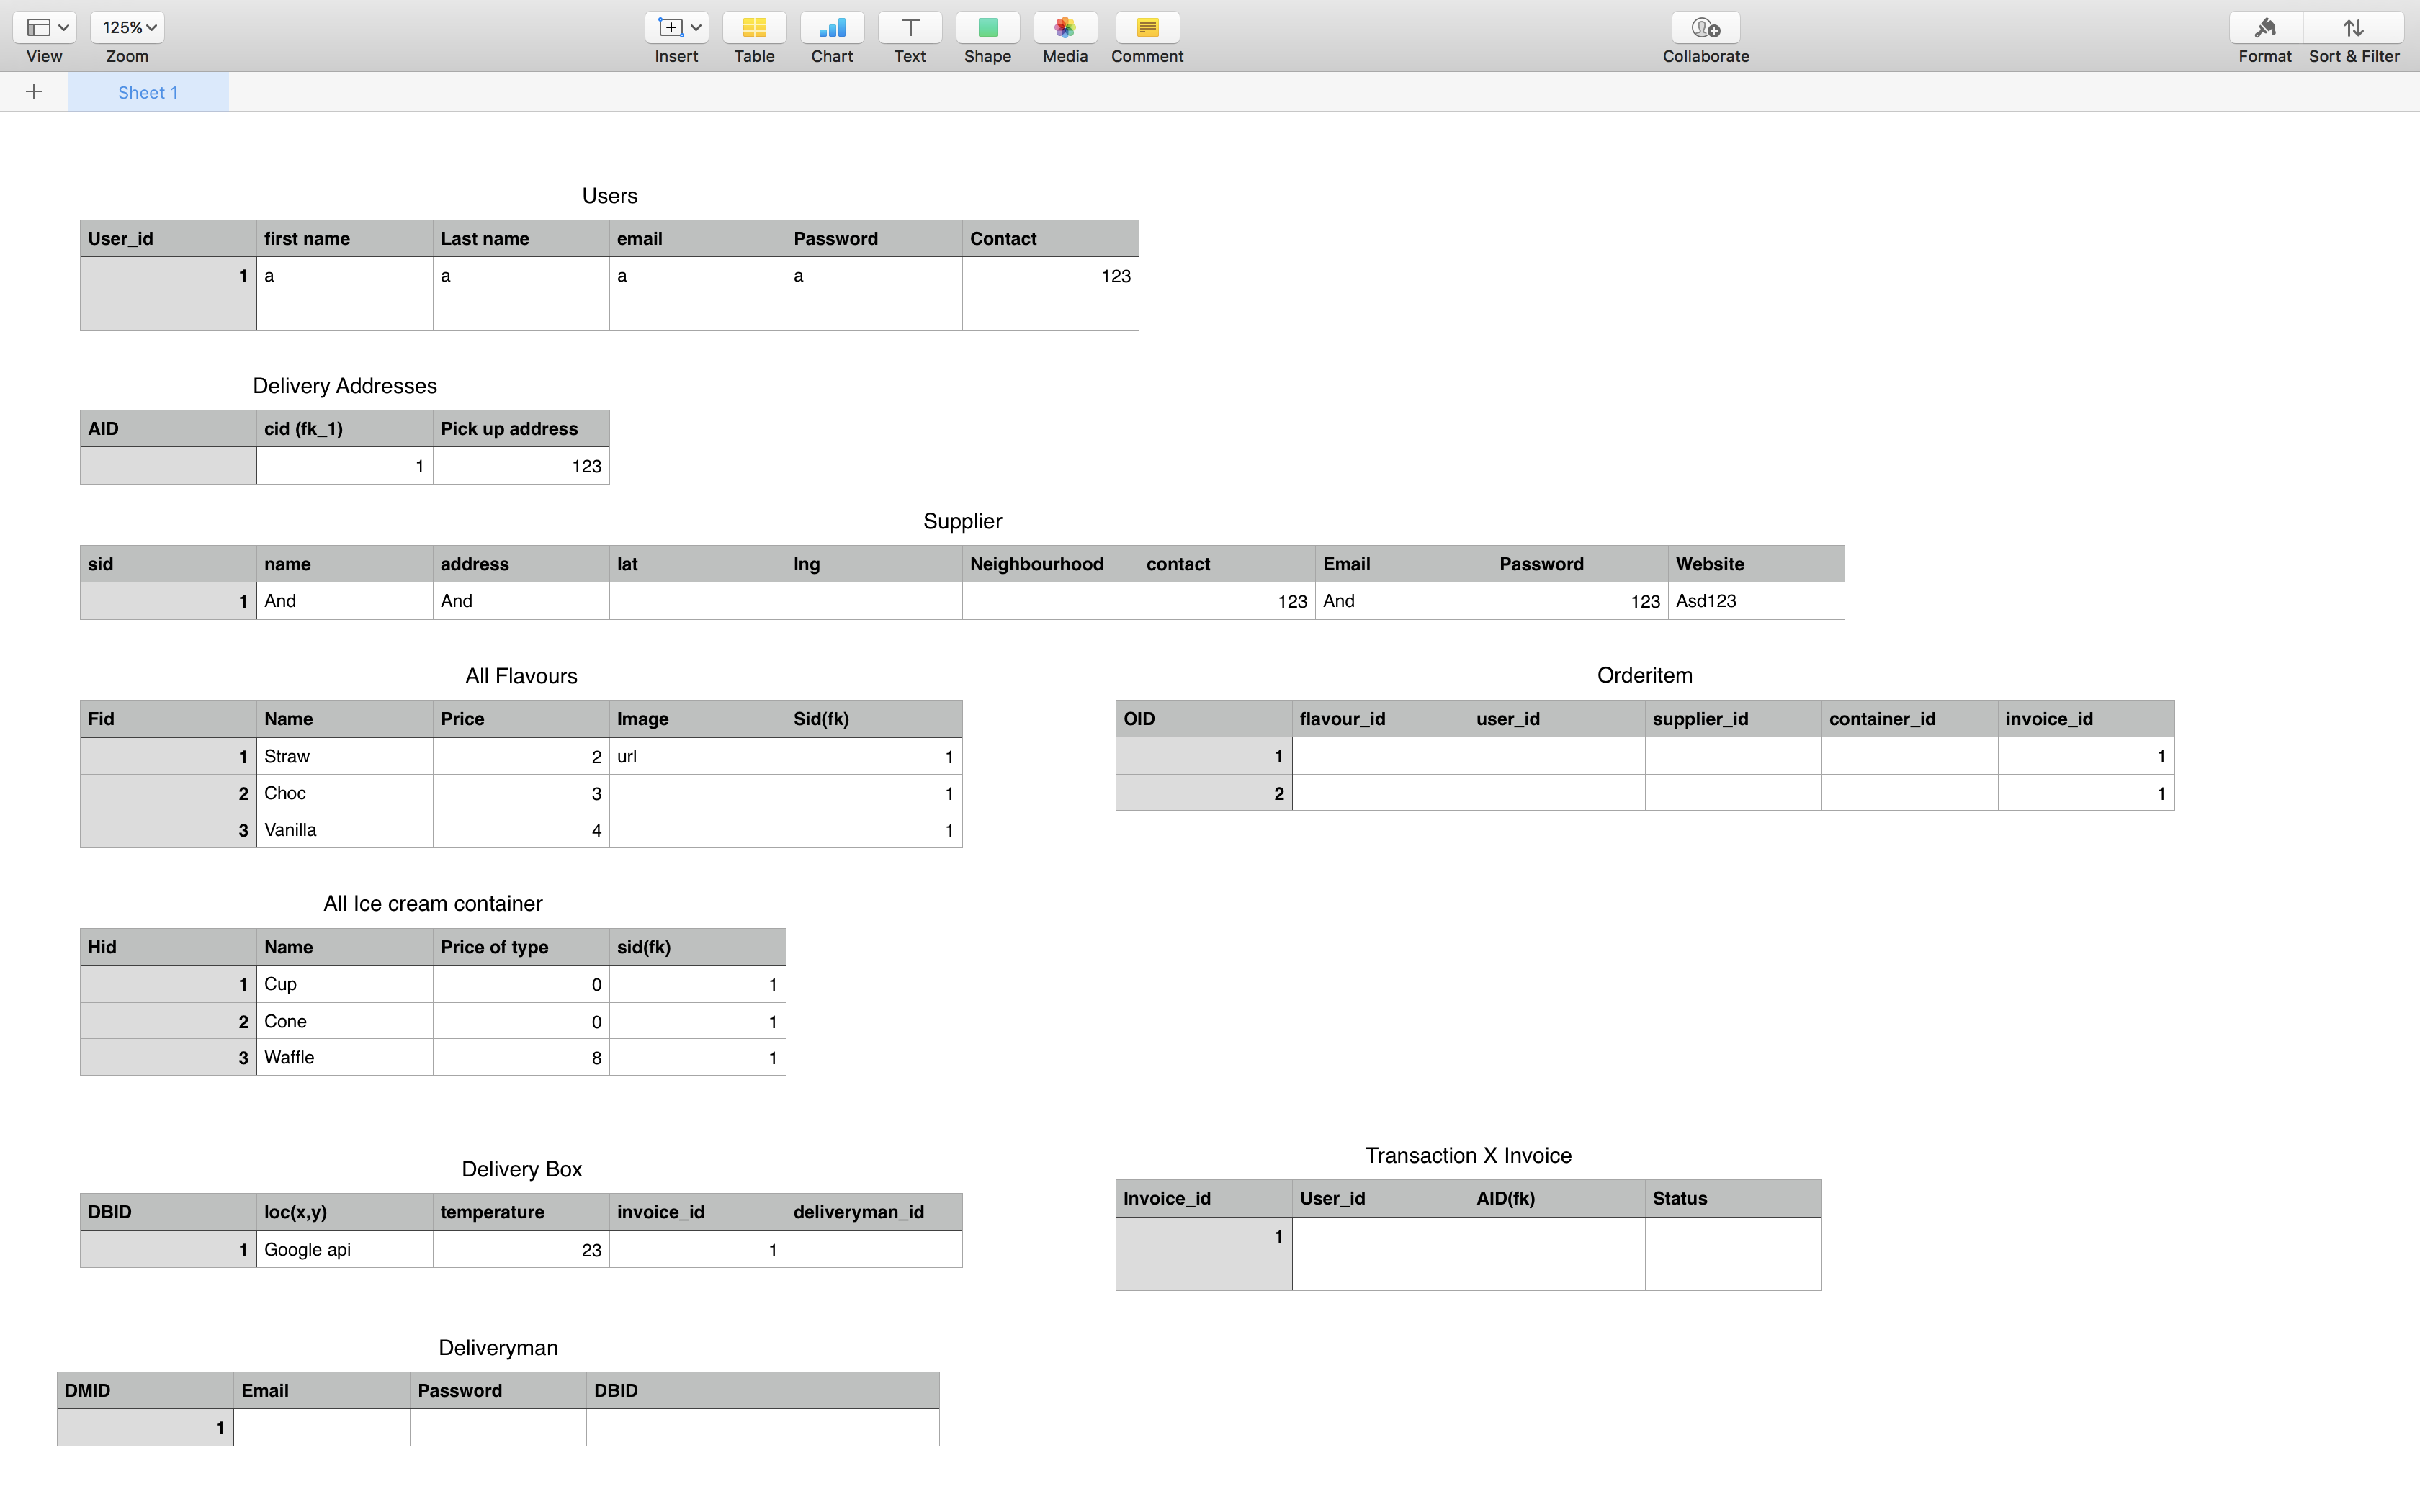 125%
View Zoom Insert Table Chart Text Shape Media Comment Collaborate Format Sort & Filter
Sheet 1
Users
User_id first name Last name email Password Contact
1 a a a a 123
Delivery Addresses
AID cid (fk_1) Pick up address
1 123
Supplier
sid name address lat lng Neighbourhood contact Email Password Website
1 And And 123 And 123 Asd123
All Flavours
Fid Name Price Image Sid(fk)
1 Straw 2 url 1
2 Choc 3 1
3 Vanilla 4 1
Orderitem
OID flavour_id user_id supplier_id container_id invoice_id
1 1
2 1
All Ice cream container
Hid Name Price of type sid(fk)
1 Cup 0 1
2 Cone 0 1
3 Waffle 8 1
Delivery Box
DBID loc(x,y) temperature invoice_id deliveryman_id
1 Google api 23 1
Transaction X Invoice
Invoice_id User_id AID(fk) Status
1
Deliveryman
DMID Email Password DBID
1